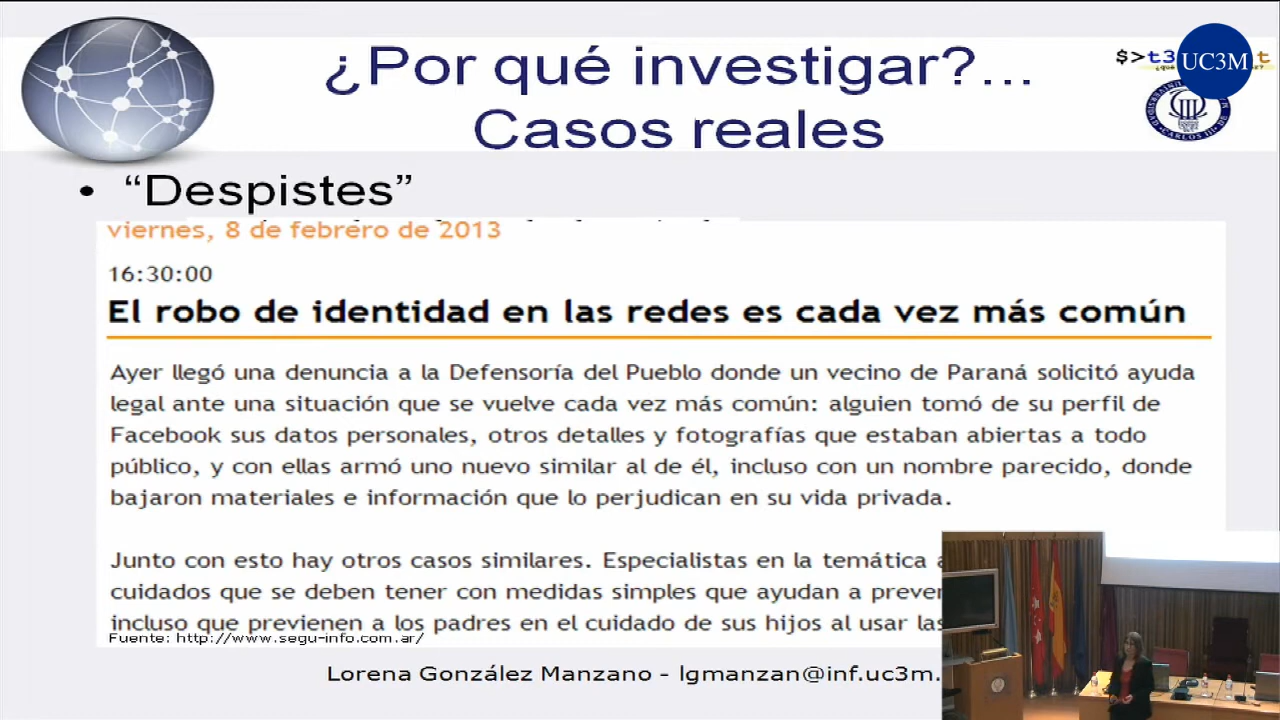 ¿Por qué investigar?...
Casos reales
$>t3
t
UC3M
• “Despistes”
viernes, 8 de febrero de 2013
16:30:00
El robo de identidad en las redes es cada vez más común
Ayer llegó una denuncia a la Defensoría del Pueblo donde un vecino de Paraná solicitó ayuda
legal ante una situación que se vuelve cada vez más común: alguien tomó de su perfil de
Facebook sus datos personales, otros detalles y fotografías que estaban abiertas a todo
público, y con ellas armó uno nuevo similar al de él, incluso con un nombre parecido, donde
bajaron materiales e información que lo perjudican en su vida privada.
Junto con esto hay otros casos similares. Especialistas en la temática a
cuidados que se deben tener con medidas simples que ayudan a preven
incluso que previenen a los padres en el cuidado de sus hijos al usar las
Fuente: http://www.segu-info.com.ar/
Lorena González Manzano - lgmanzan@inf.uc3m.